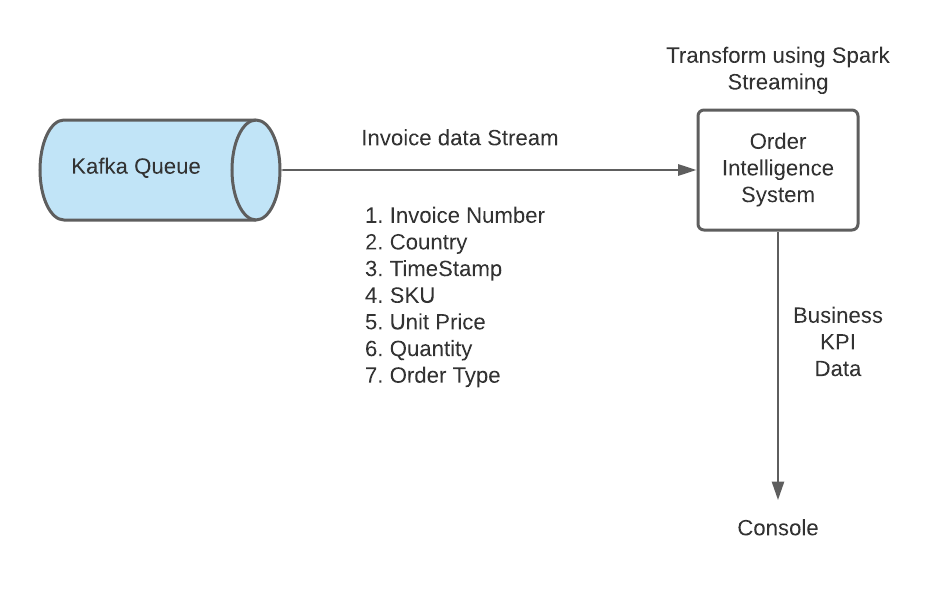 Transform using Spark
Streaming
Kafka Queue
Invoice data Stream
Order
Intelligence
System
1. Invoice Number
2. Country
3. TimeStamp
4. SKU
5. Unit Price
6. Quantity
7. Order Type
Business
KPI
Data
Console